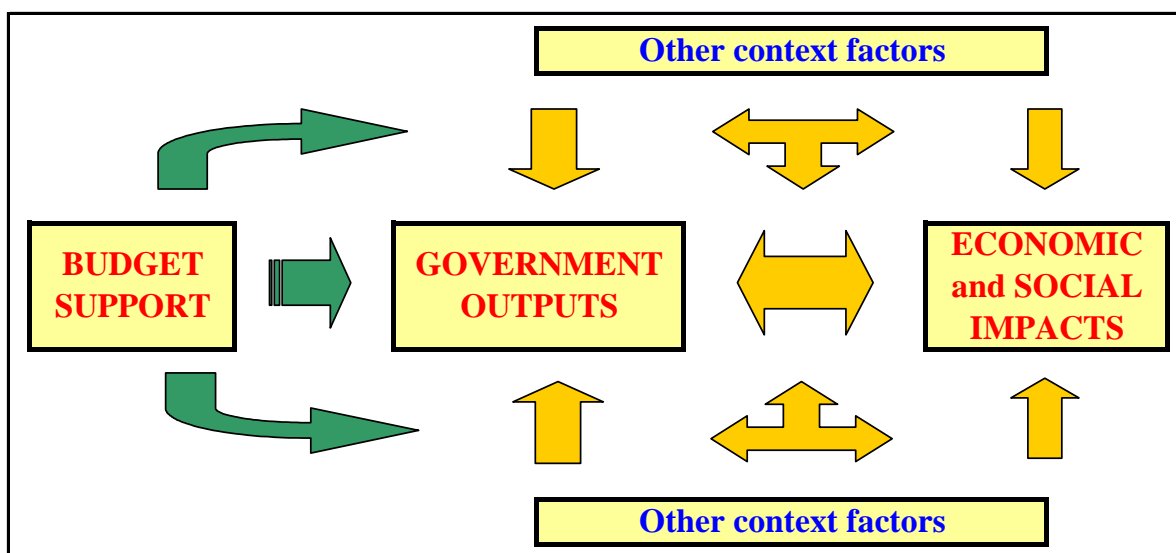 Other context factors
BUDGET
SUPPORT
GOVERNMENT
OUTPUTS
ECONOMIC
and SOCIAL
IMPACTS
Other context factors